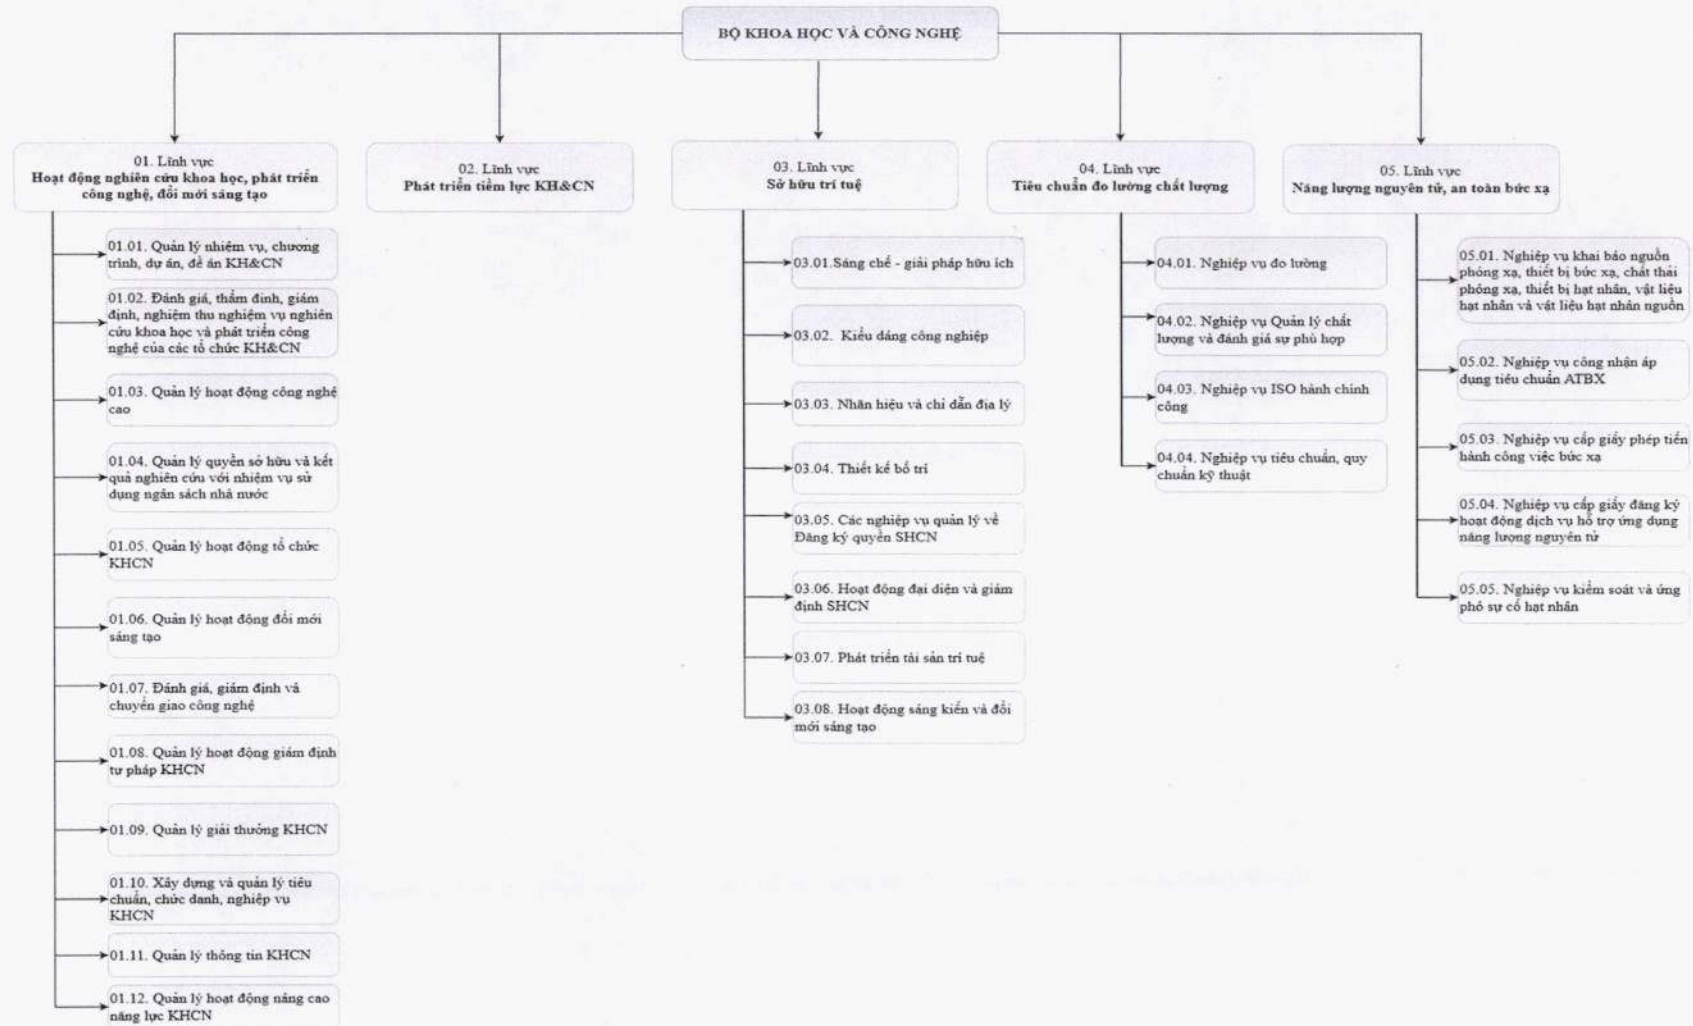 BỘ KHOA HỌC VÀ CÔNG NGHỆ
01. Lĩnh vực
Hoạt động nghiên cứu khoa học, phát triển
công nghệ, đổi mới sáng tạo
01.01. Quản lý nhiệm vụ, chương
trình, dự án, đề án KH&CN
01.02. Đánh giá, thẩm định, giám
định, nghiệm thu nghiệm vụ nghiên
cứu khoa học và phát triển công
nghệ của các tổ chức KH&CN
01.03. Quản lý hoạt động công nghệ
cao
01.04. Quản lý quyền sở hữu và kết
quả nghiên cứu với nhiệm vụ sử
dụng ngân sách nhà nước
01.05. Quản lý hoạt động tổ chức
KHCN
01.06. Quản lý hoạt động đổi mới
sáng tạo
01.07. Đánh giá, giám định và
chuyển giao công nghệ
01.08. Quản lý hoạt động giám định
tư pháp KHCN
01.09. Quản lý giải thưởng KHCN
01.10. Xây dựng và quản lý tiêu
chuẩn, chức danh, nghiệp vụ
KHCN
01.11. Quản lý thông tin KHCN
01.12. Quản lý hoạt động nâng cao
năng lực KHCN
02. Lĩnh vực
Phát triển tiềm lực KH&CN
03. Lĩnh vực
Sở hữu trí tuệ
03.01.Sáng chế - giải pháp hữu ích
03.02. Kiểu dáng công nghiệp
03.03. Nhãn hiệu và chỉ dẫn địa lý
03.04. Thiết kế bố trí
03.05. Các nghiệp vụ quản lý về
Đăng ký quyền SHCN
03.06. Hoạt động đại diện và giám
định SHCN
03.07. Phát triển tài sản trí tuệ
03.08. Hoạt động sáng kiến và đổi
mới sáng tạo
04. Lĩnh vực
Tiêu chuẩn đo lường chất lượng
04.01. Nghiệp vụ đo lường
04.02. Nghiệp vụ Quản lý chất
lượng và đánh giá sự phù hợp
04.03. Nghiệp vụ ISO hành chính
công
04.04. Nghiệp vụ tiêu chuẩn, quy
chuẩn kỹ thuật
05. Lĩnh vực
Năng lượng nguyên tử, an toàn bức xạ
05.01. Nghiệp vụ khai báo nguồn
phóng xạ, thiết bị bức xạ, chất thải
phóng xạ, thiết bị hạt nhân, vật liệu
hạt nhân và vật liệu hạt nhân nguồn
05.02. Nghiệp vụ công nhận áp
dụng tiêu chuẩn ATBX
05.03. Nghiệp vụ cấp giấy phép tiến
hành công việc bức xạ
05.04. Nghiệp vụ cấp giấy đăng ký
hoạt động dịch vụ hỗ trợ ứng dụng
năng lượng nguyên tử
05.05. Nghiệp vụ kiểm soát và ứng
phó sự cố hạt nhân